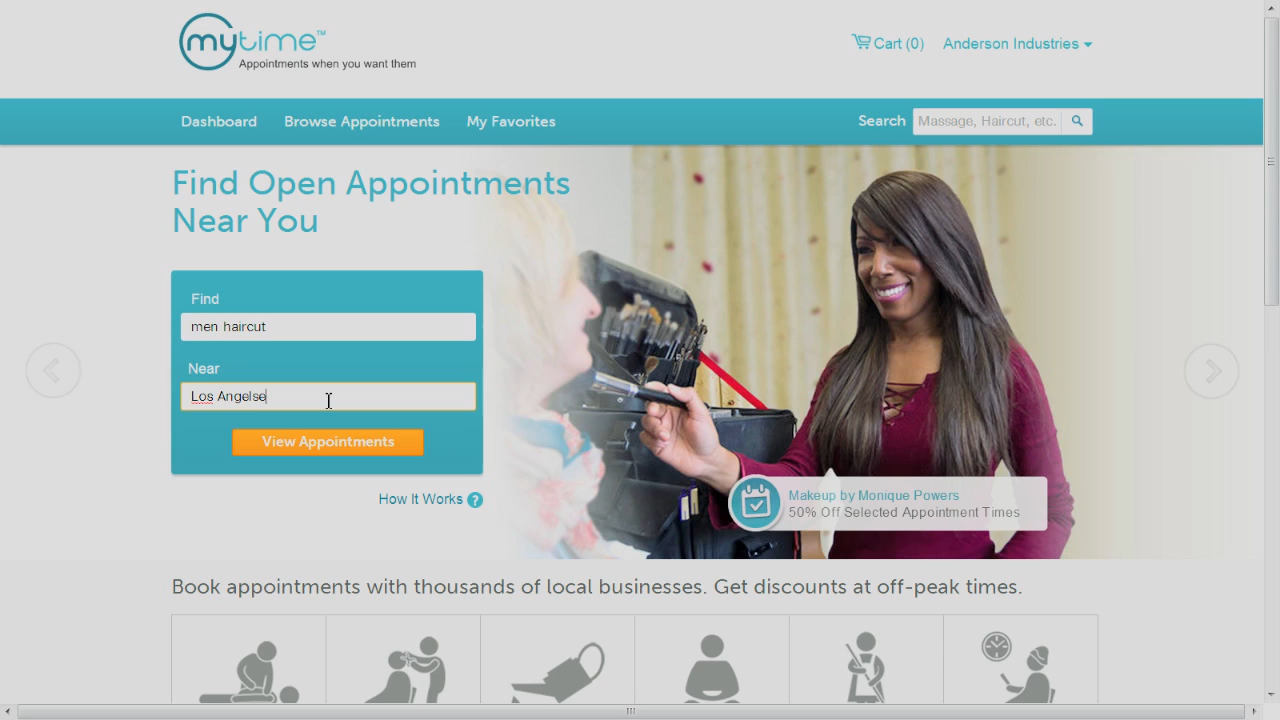 mytime™
Appointments when you want them
Cart (0)
Anderson Industries
Dashboard
Browse Appointments
My Favorites
Search
Massage, Haircut, etc.
Find Open Appointments
Near You
Find
men haircut
Near
Los Angelse
View Appointments
How It Works ?
Makeup by Monique Powers
50% Off Selected Appointment Times
Book appointments with thousands of local businesses. Get discounts at off-peak times.